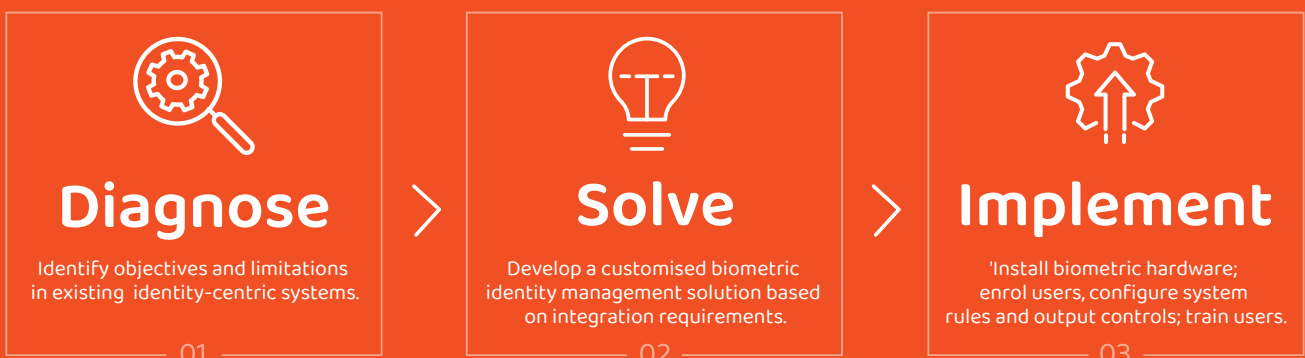 Diagnose
Identify objectives and limitations
in existing identity-centric systems.
01
Solve
Develop a customised biometric
identity management solution based
on integration requirements.
02
Implement
'Install biometric hardware;
enrol users, configure system
rules and output controls; train users.
03